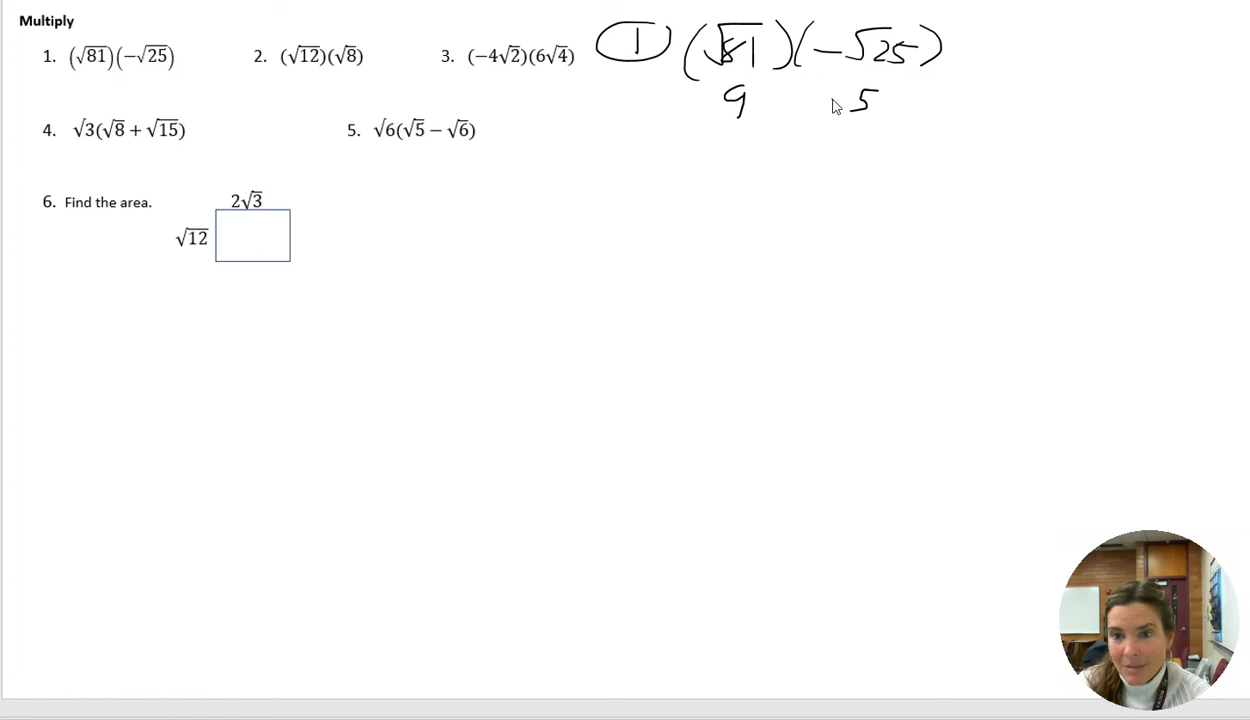 Multiply
1. (√81)(−√25) 2. (√12)(√8) 3. (−4√2)(6√4)
4. √3(√8 + √15) 5. √6(√5 − √6)
6. Find the area. 2√3
√12
① (√81)(−√25)
9 5